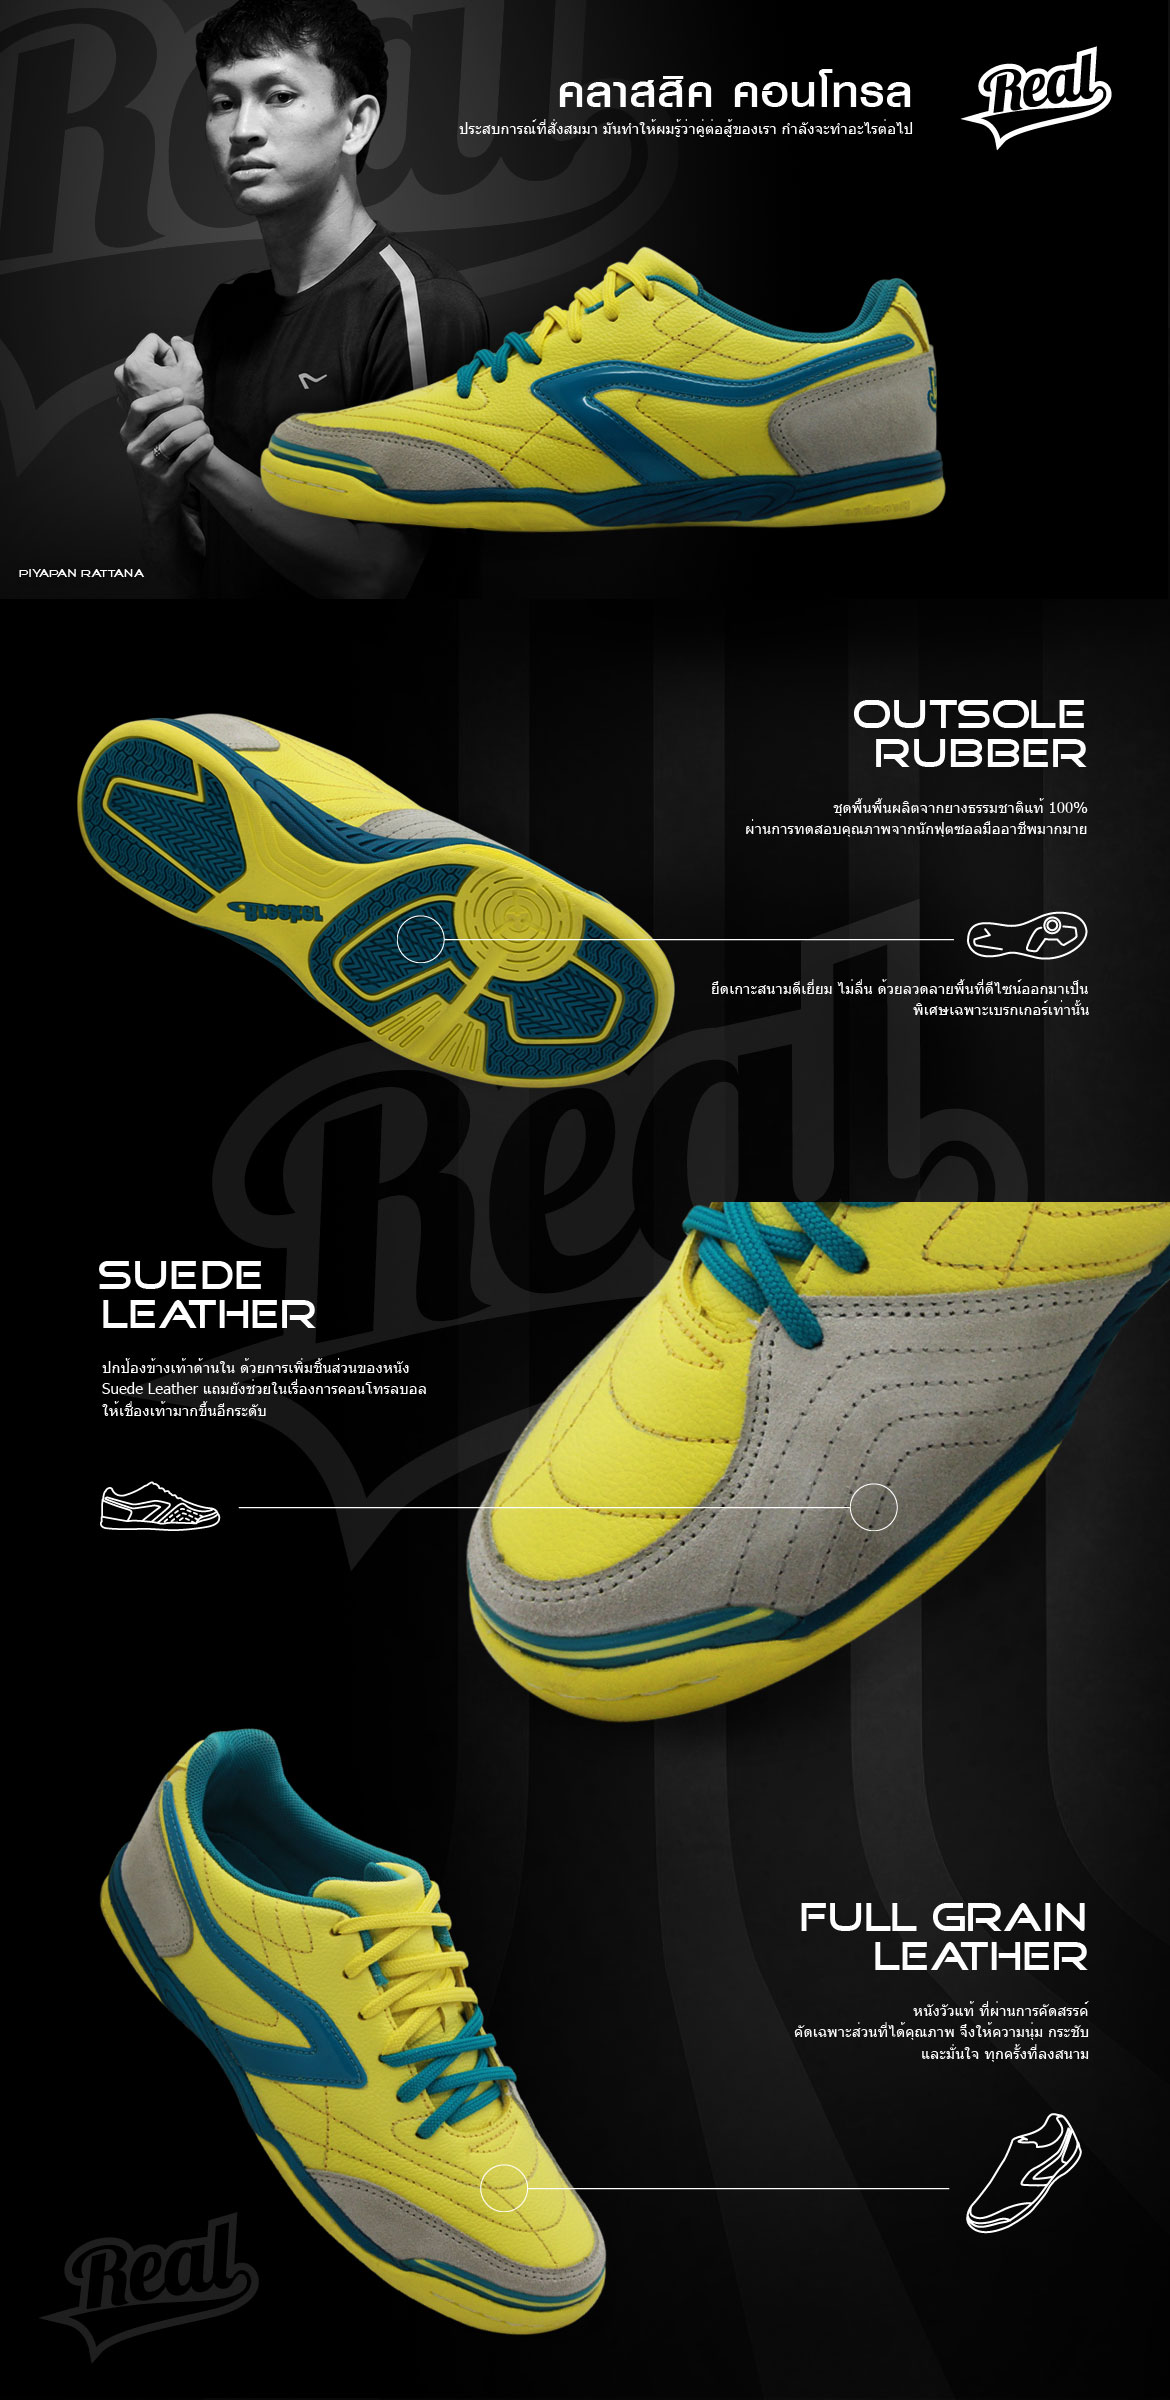 คลาสสิค คอนโทรล
Real
ประสบการณ์ที่สั่งสมมา มันทำให้ผมรู้ว่าคู่ต่อสู้ของเรา กำลังจะทำอะไรต่อไป
PIYAPAN RATTANA
OUTSOLE
RUBBER
ชุดพื้นพื้นผลิตจากยางธรรมชาติแท้ 100%
ผ่านการทดสอบคุณภาพจากนักฟุตซอลมืออาชีพมากมาย
ยึดเกาะสนามดีเยี่ยม ไม่ลื่น ด้วยลวดลายพื้นที่ดีไซน์ออกมาเป็น
พิเศษเฉพาะเบรกเกอร์เท่านั้น
Real
SUEDE
LEATHER
ปกป้องข้างเท้าด้านใน ด้วยการเพิ่มชิ้นส่วนของหนัง
Suede Leather แถมยังช่วยในเรื่องการคอนโทรลบอล
ให้เชื่องเท้ามากขึ้นอีกระดับ
FULL GRAIN
LEATHER
หนังวัวแท้ ที่ผ่านการคัดสรรค์
คัดเฉพาะส่วนที่ได้คุณภาพ จึงให้ความนุ่ม กระชับ
และมั่นใจ ทุกครั้งที่ลงสนาม
Real